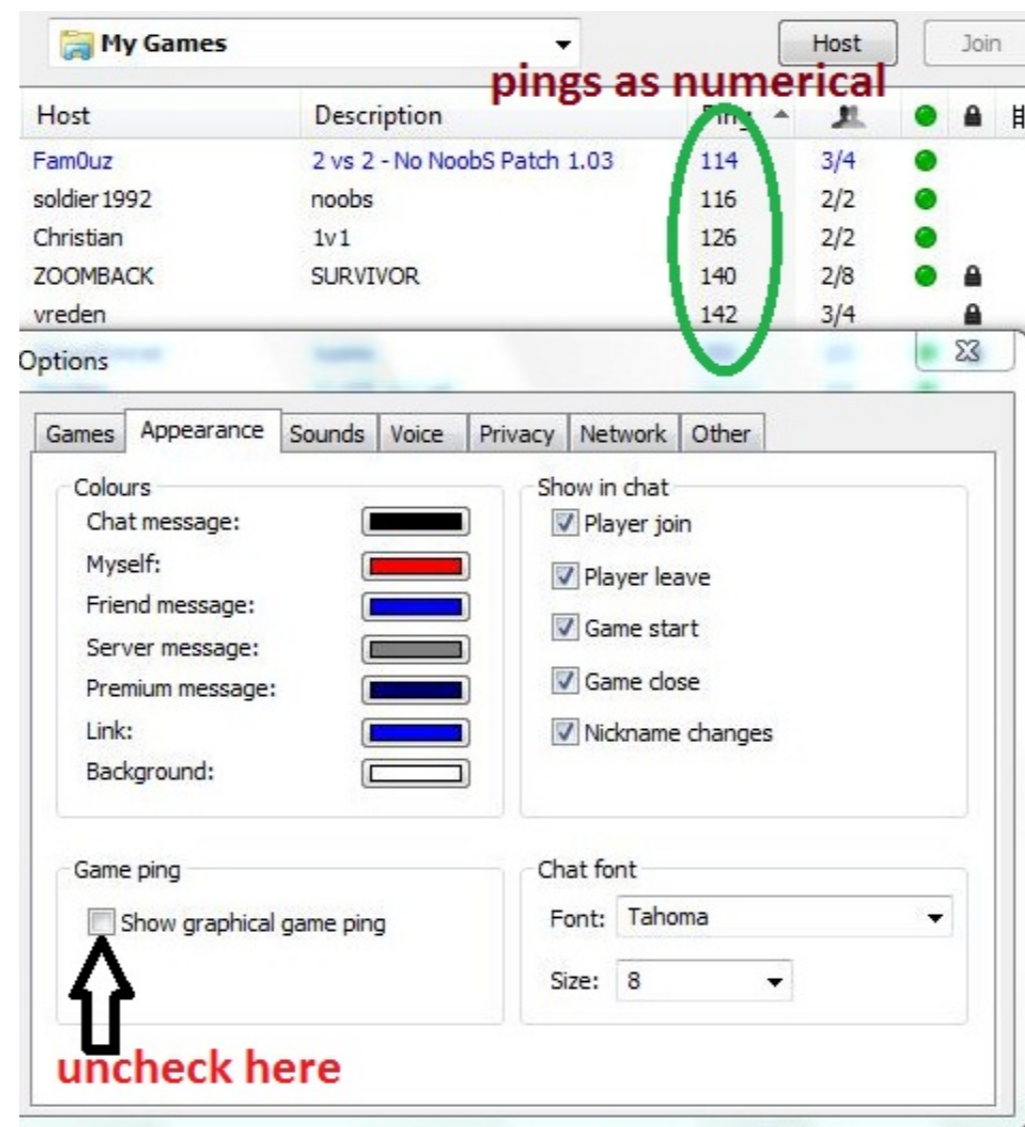 My Games Host Join
pings as numerical
Host Description Ping
Fam0uz 2 vs 2 - No NoobS Patch 1.03 114 3/4
soldier1992 noobs 116 2/2
Christian 1v1 126 2/2
ZOOMBACK SURVIVOR 140 2/8
vreden 142 3/4
Options
Games Appearance Sounds Voice Privacy Network Other
Colours
Chat message:
Myself:
Friend message:
Server message:
Premium message:
Link:
Background:
Show in chat
Player join
Player leave
Game start
Game close
Nickname changes
Game ping
Show graphical game ping
Chat font
Font: Tahoma
Size: 8
uncheck here